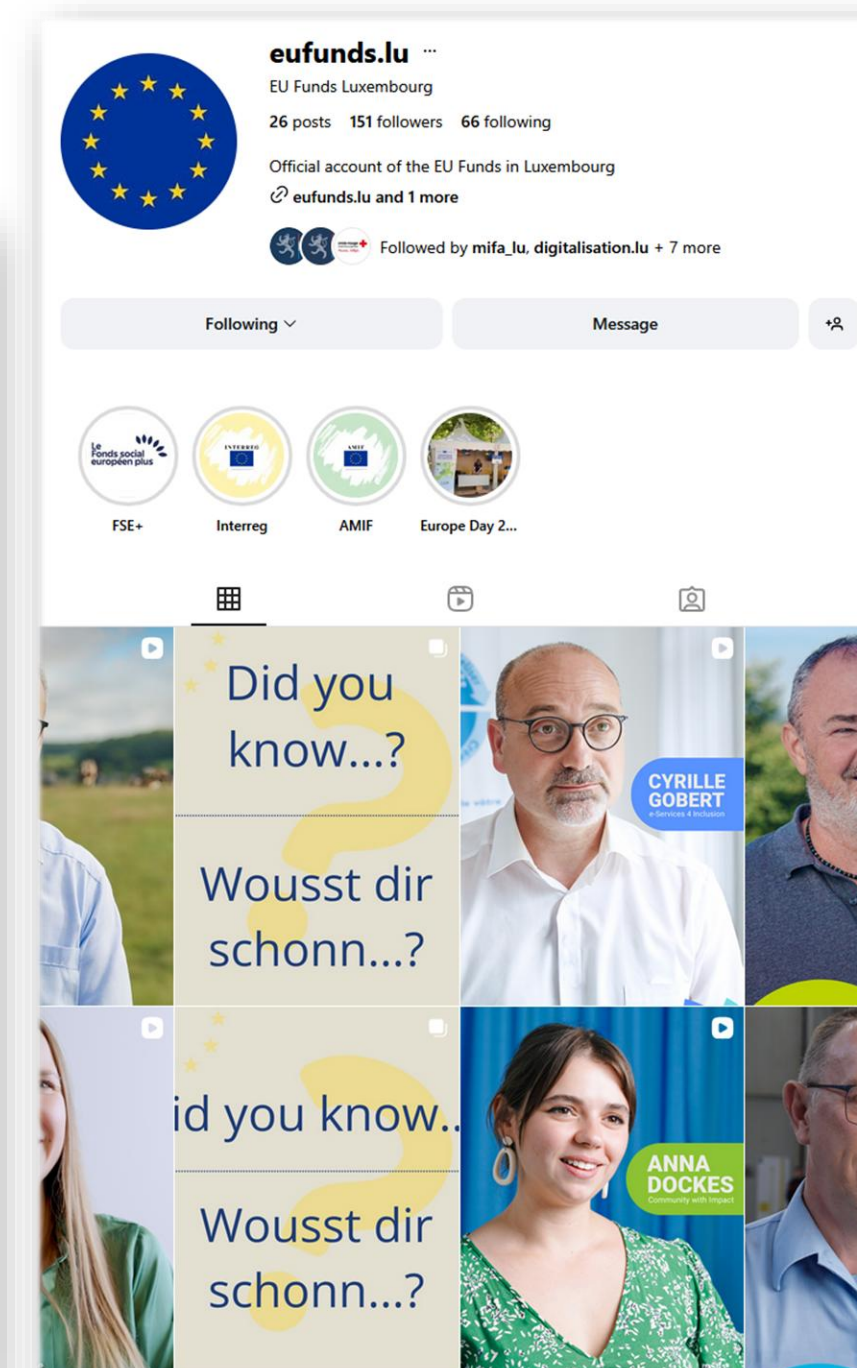 eufunds.lu ...
EU Funds Luxembourg
26 posts 151 followers 66 following
Official account of the EU Funds in Luxembourg
eufunds.lu and 1 more
Followed by mifa_lu, digitalisation.lu + 7 more
Following
Message
Le
Fonds social
européen plus
INTERREG
AMIF
FSE+
Interreg
AMIF
Europe Day 2...
Did you
know...?
Wousst dir
schonn...?
CYRILLE
GOBERT
e-Services 4 Inclusion
id you know..
Wousst dir
schonn...?
ANNA
DOCKES
Community with Impact